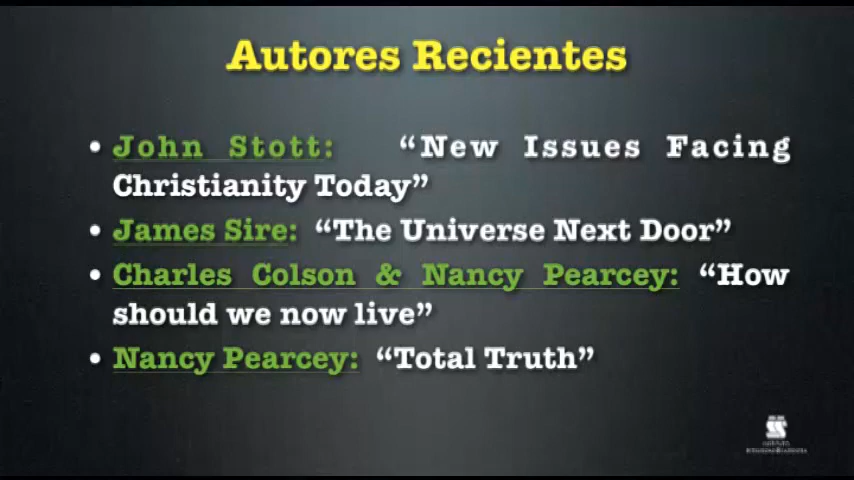 Autores Recientes
• John Stott: “New Issues Facing
Christianity Today”
• James Sire: “The Universe Next Door”
• Charles Colson & Nancy Pearcey: “How
should we now live”
• Nancy Pearcey: “Total Truth”